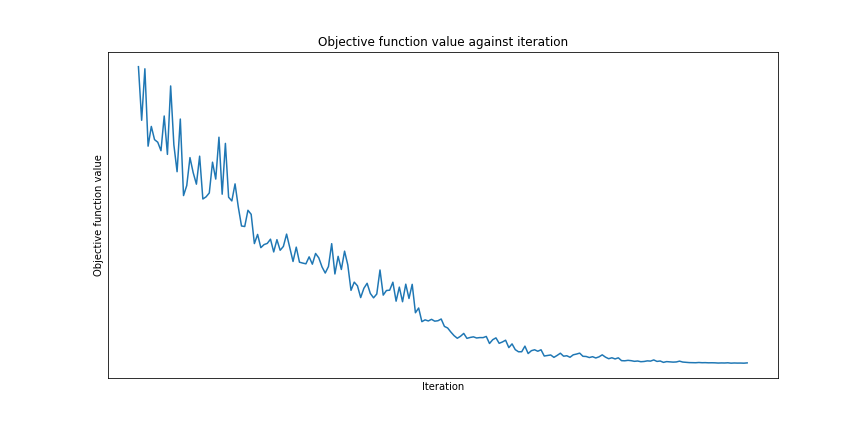 Objective function value against iteration
Objective function value
Iteration